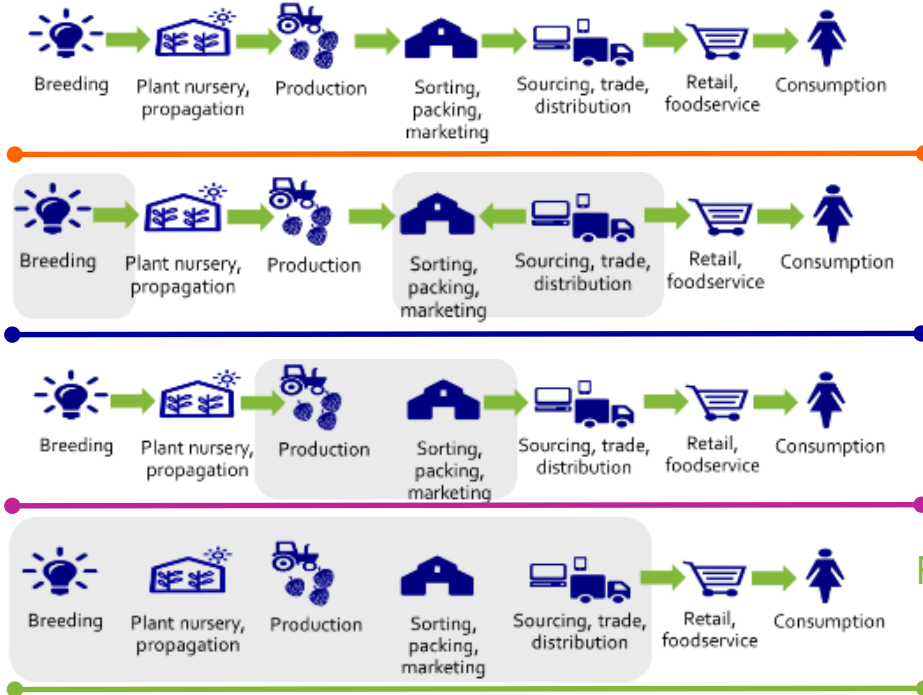 Breeding
Plant nursery,
propagation
Production
Sorting,
packing,
marketing
Sourcing, trade,
distribution
Retail,
foodservice
Consumption
Breeding
Plant nursery,
propagation
Production
Sorting,
packing,
marketing
Sourcing, trade,
distribution
Retail,
foodservice
Consumption
Breeding
Plant nursery,
propagation
Production
Sorting,
packing,
marketing
Sourcing, trade,
distribution
Retail,
foodservice
Consumption
Breeding
Plant nursery,
propagation
Production
Sorting,
packing,
marketing
Sourcing, trade,
distribution
Retail,
foodservice
Consumption